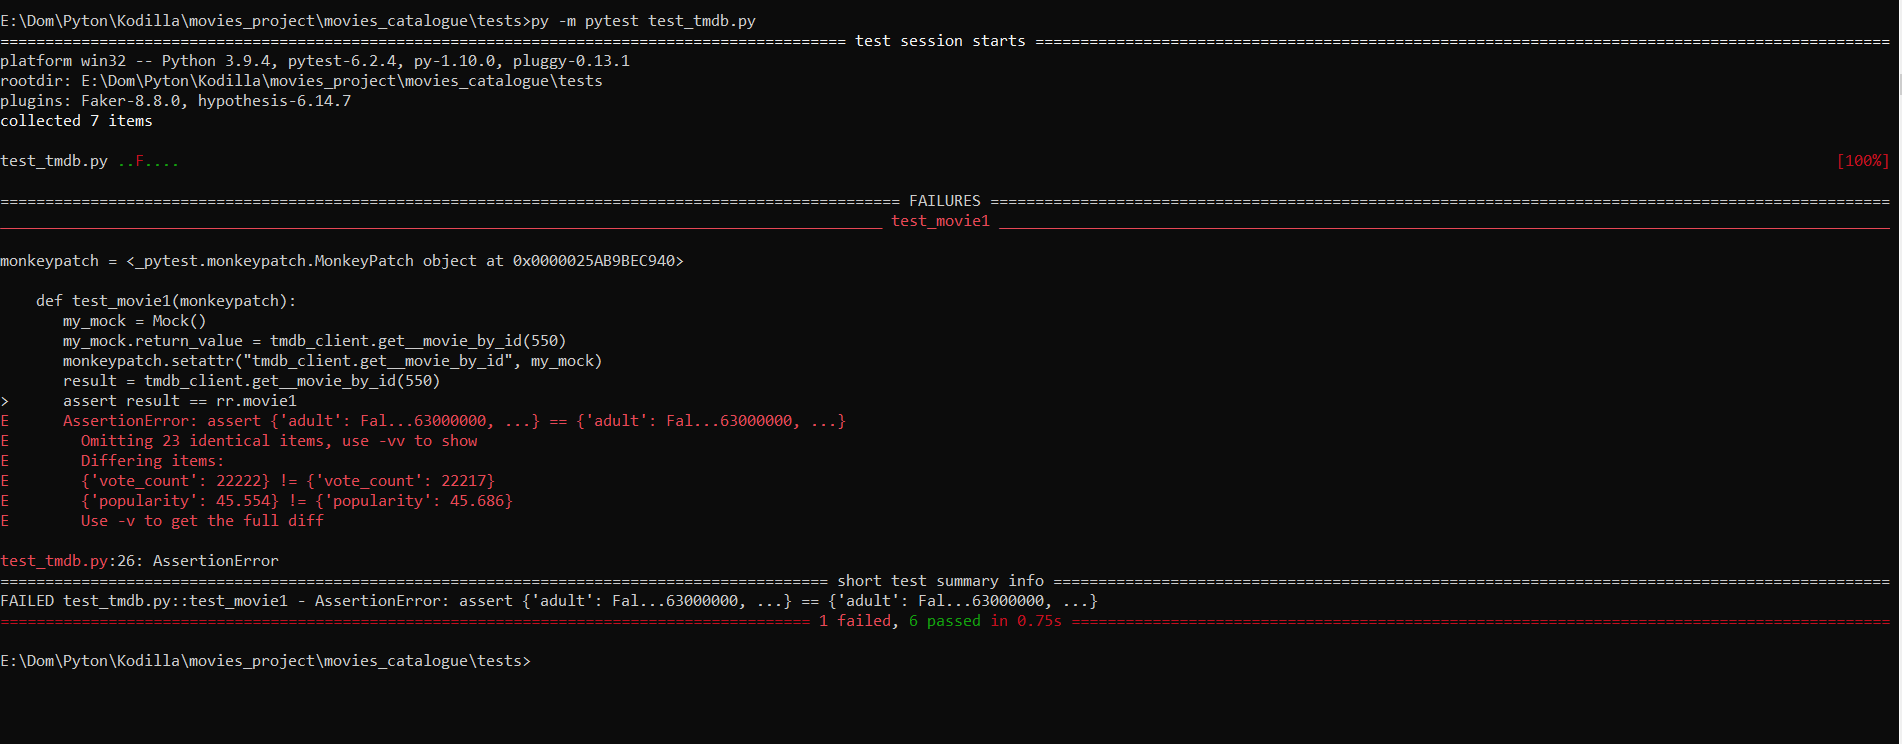 E:\Dom\Pyton\Kodilla\movies_project\movies_catalogue\tests>py -m pytest test_tmdb.py
============================================================================================== test session starts ===============================================================================================
platform win32 -- Python 3.9.4, pytest-6.2.4, py-1.10.0, pluggy-0.13.1
rootdir: E:\Dom\Pyton\Kodilla\movies_project\movies_catalogue\tests
plugins: Faker-8.8.0, hypothesis-6.14.7
collected 7 items
test_tmdb.py ..F.... [100%]
==================================================================================================== FAILURES ====================================================================================================
__________________________________________________________________________________________________ test_movie1 ___________________________________________________________________________________________________
monkeypatch = <_pytest.monkeypatch.MonkeyPatch object at 0x0000025AB9BEC940>
    def test_movie1(monkeypatch):
       my_mock = Mock()
       my_mock.return_value = tmdb_client.get__movie_by_id(550)
       monkeypatch.setattr("tmdb_client.get__movie_by_id", my_mock)
       result = tmdb_client.get__movie_by_id(550)
>      assert result == rr.movie1
E      AssertionError: assert {'adult': Fal...63000000, ...} == {'adult': Fal...63000000, ...}
E        Omitting 23 identical items, use -vv to show
E        Differing items:
E        {'vote_count': 22222} != {'vote_count': 22217}
E        {'popularity': 45.554} != {'popularity': 45.686}
E        Use -v to get the full diff
test_tmdb.py:26: AssertionError
============================================================================================ short test summary info =============================================================================================
FAILED test_tmdb.py::test_movie1 - AssertionError: assert {'adult': Fal...63000000, ...} == {'adult': Fal...63000000, ...}
========================================================================================== 1 failed, 6 passed in 0.75s ===========================================================================================
E:\Dom\Pyton\Kodilla\movies_project\movies_catalogue\tests>